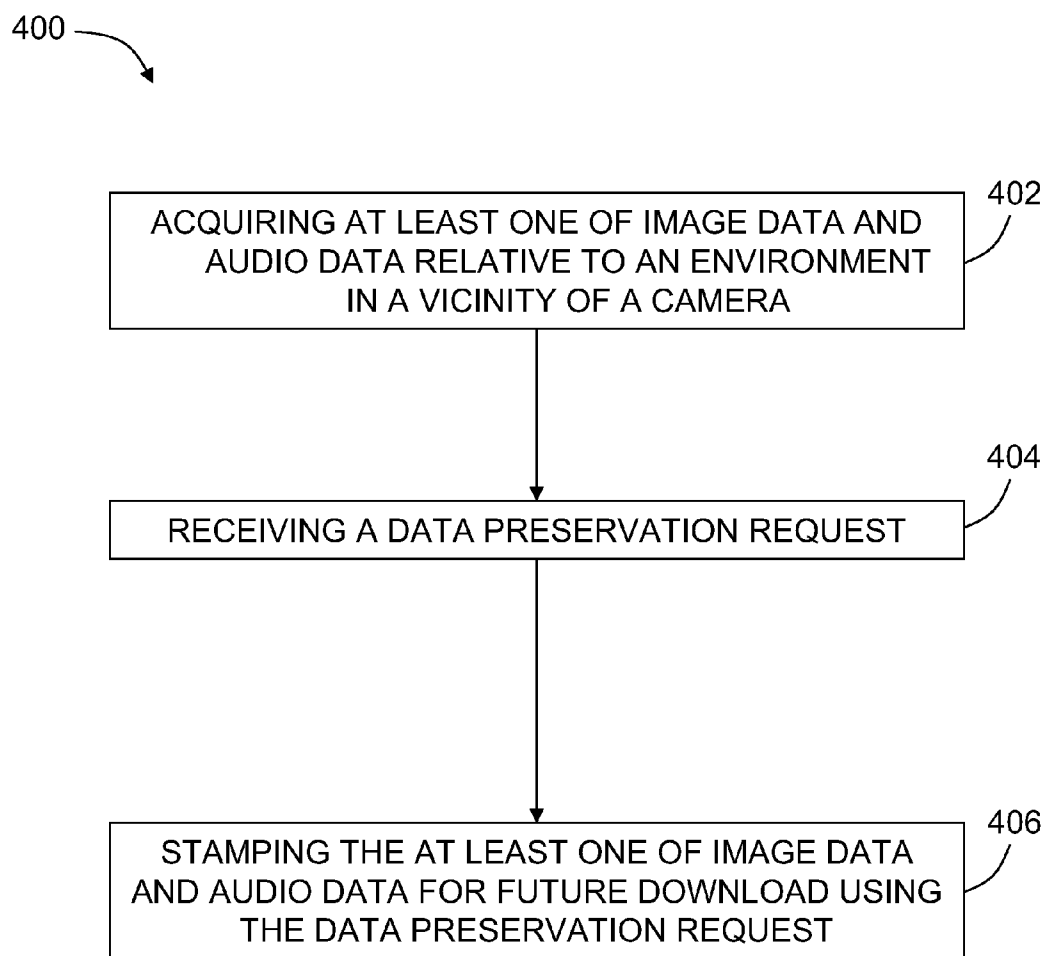 400
402
ACQUIRING AT LEAST ONE OF IMAGE DATA AND
AUDIO DATA RELATIVE TO AN ENVIRONMENT
IN A VICINITY OF A CAMERA
404
RECEIVING A DATA PRESERVATION REQUEST
406
STAMPING THE AT LEAST ONE OF IMAGE DATA
AND AUDIO DATA FOR FUTURE DOWNLOAD USING
THE DATA PRESERVATION REQUEST